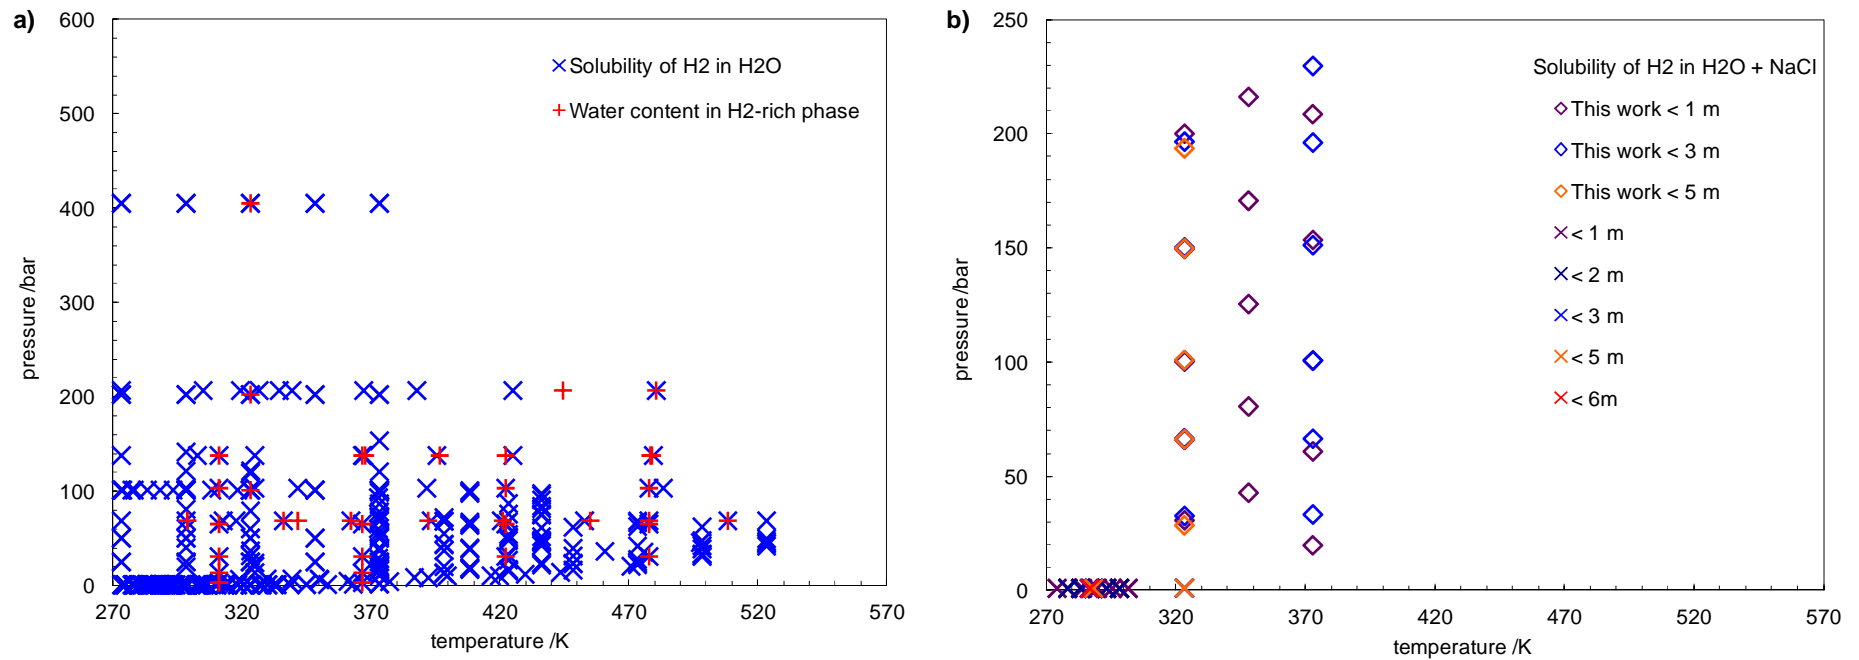 a)
600
500
400
300
200
100
0
270
320
370
420
470
520
570
pressure /bar
temperature /K
Solubility of H2 in H2O
Water content in H2-rich phase
b)
250
200
150
100
50
0
270
320
370
420
470
520
570
pressure /bar
temperature /K
Solubility of H2 in H2O + NaCl
This work < 1 m
This work < 3 m
This work < 5 m
< 1 m
< 2 m
< 3 m
< 5 m
< 6m